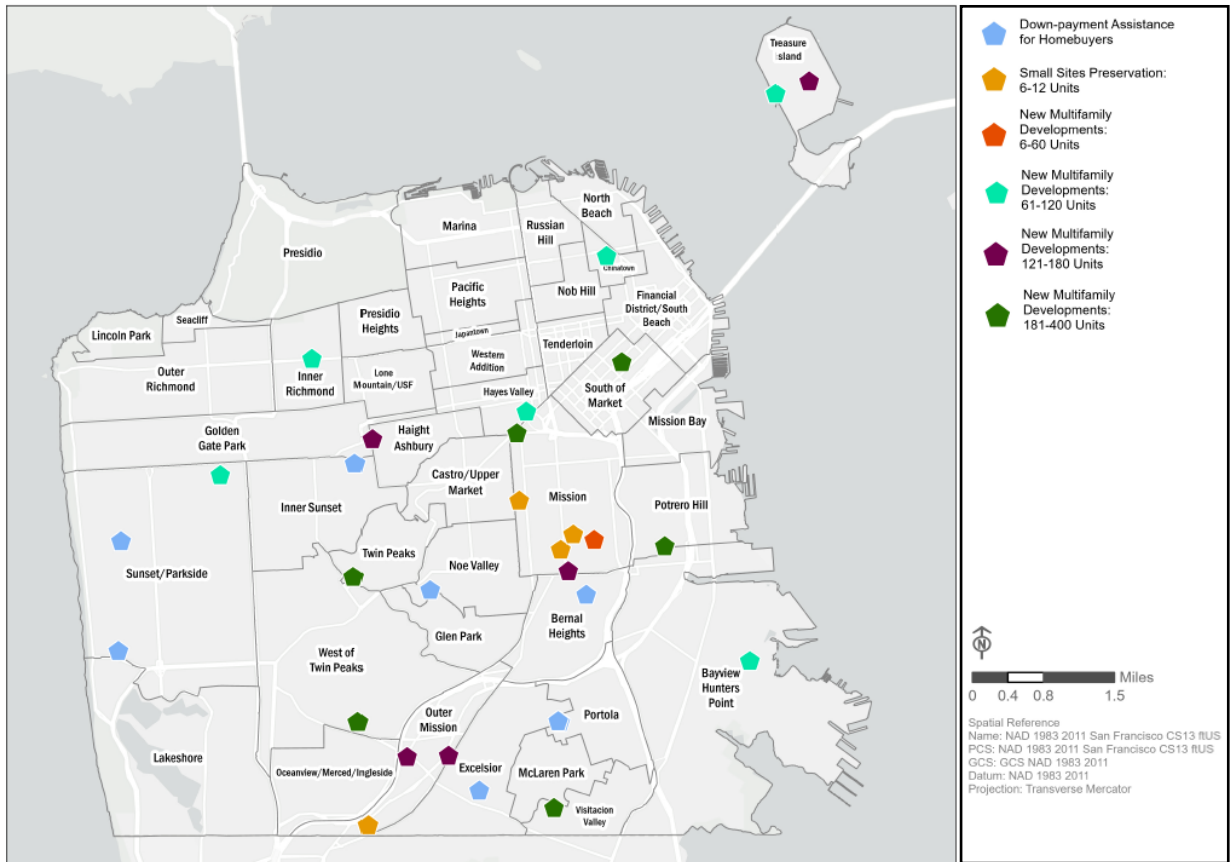 Treasure
Island
North
Beach
Marina
Russian
Hill
Presidio
Chinatown
Pacific
Heights
Nob Hill
Financial
District/South
Beach
Seacliff
Presidio
Heights
Lincoln Park
Japantown
Tenderloin
Outer
Richmond
Inner
Richmond
Lone
Mountain/USF
Western
Addition
South of
Market
Hayes Valley
Mission Bay
Golden
Gate Park
Haight
Ashbury
Castro/Upper
Market
Mission
Inner Sunset
Potrero Hill
Twin Peaks
Noe Valley
Sunset/Parkside
Bernal
Heights
Glen Park
West of
Twin Peaks
Bayview
Hunters
Point
Outer
Mission
Portola
Lakeshore
Oceanview/Merced/Ingleside
Excelsior
McLaren Park
Visitacion
Valley
Down-payment Assistance
for Homebuyers
Small Sites Preservation:
6-12 Units
New Multifamily
Developments:
6-60 Units
New Multifamily
Developments:
61-120 Units
New Multifamily
Developments:
121-180 Units
New Multifamily
Developments:
181-400 Units
N
Miles
0 0.4 0.8 1.5
Spatial Reference
Name: NAD 1983 2011 San Francisco CS13 ftUS
PCS: NAD 1983 2011 San Francisco CS13 ftUS
GCS: GCS NAD 1983 2011
Datum: NAD 1983 2011
Projection: Transverse Mercator